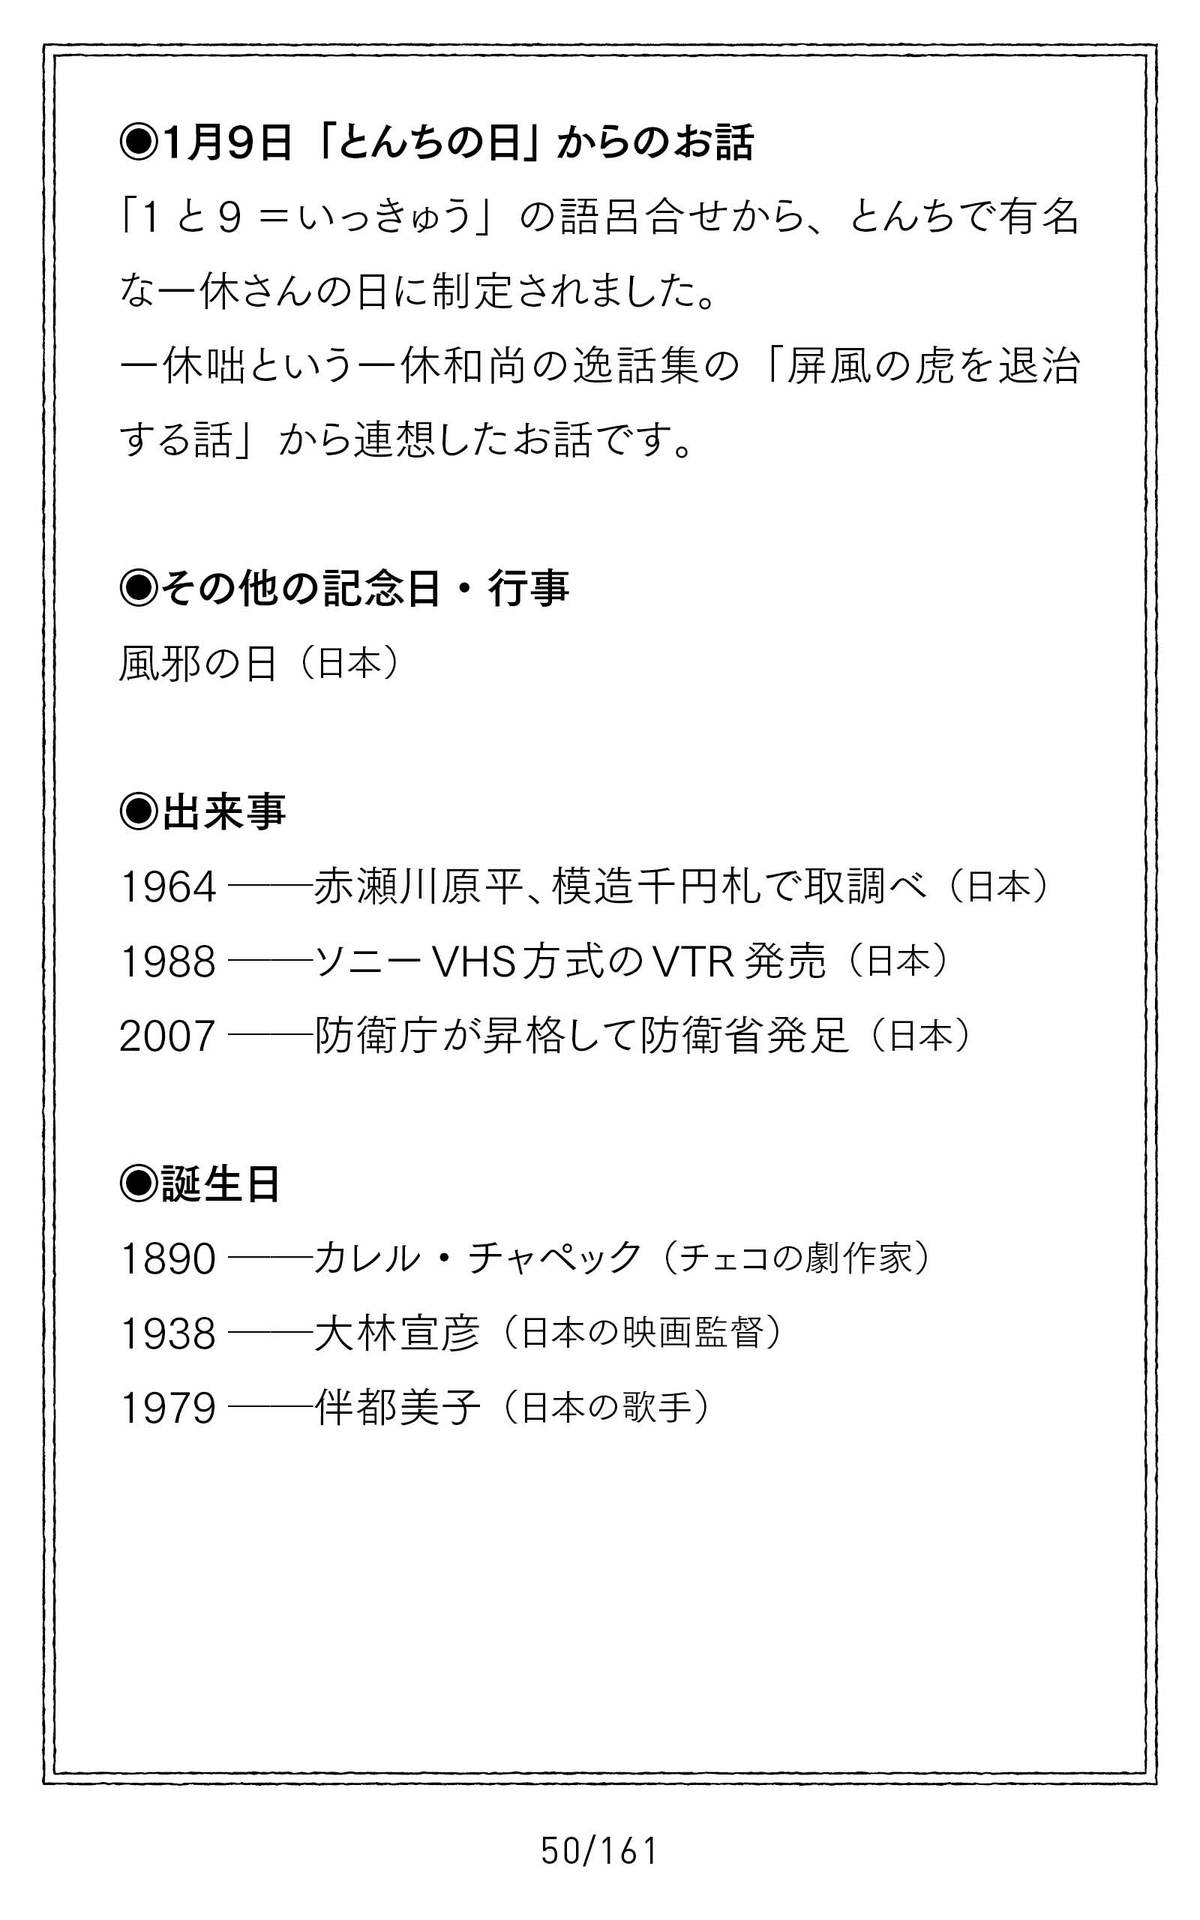 ◉1月9日「とんちの日」からのお話
「1と9＝いっきゅう」の語呂合せから、とんちで有名
な一休さんの日に制定されました。
一休咄という一休和尚の逸話集の「屏風の虎を退治
する話」から連想したお話です。
◉その他の記念日・行事
風邪の日（日本）
◉出来事
1964 ──赤瀬川原平、模造千円札で取調べ（日本）
1988 ──ソニーVHS方式のVTR発売（日本）
2007 ──防衛庁が昇格して防衛省発足（日本）
◉誕生日
1890 ──カレル・チャペック（チェコの劇作家）
1938 ──大林宣彦（日本の映画監督）
1979 ──伴都美子（日本の歌手）
50/161